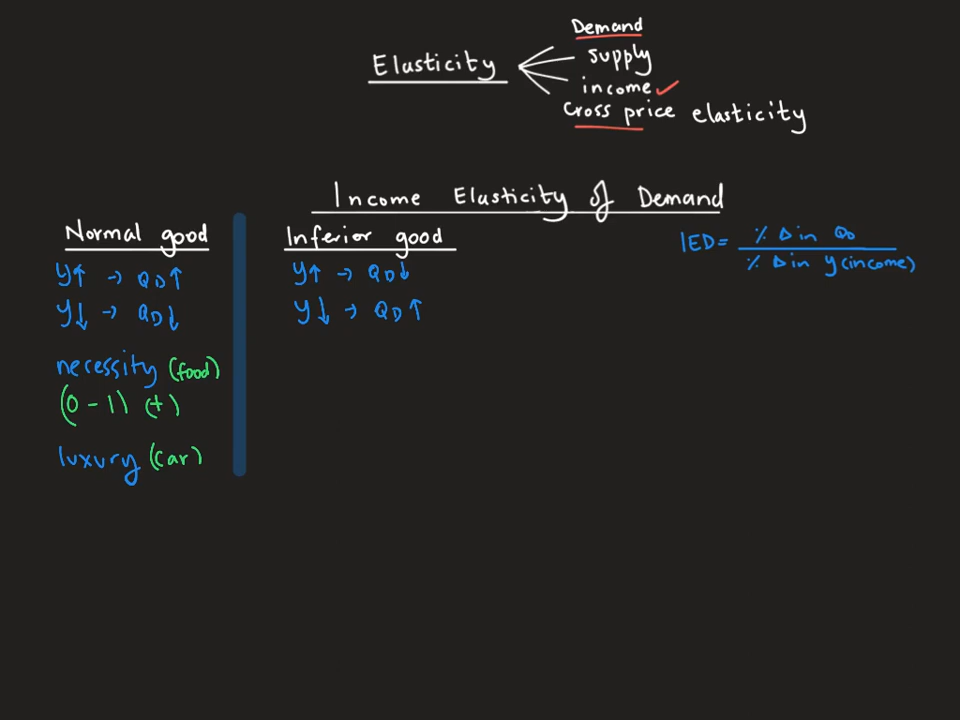 Elasticity
Demand
supply
income ✓
Cross price elasticity
Income Elasticity of Demand
Normal good
Y↑ → QD↑
Y↓ → QD↓
necessity (food)
(0 - 1) (+)
luxury (car)
Inferior good
Y↑ → QD↓
Y↓ → QD↑
IED = % Δ in QD
% Δ in Y (income)